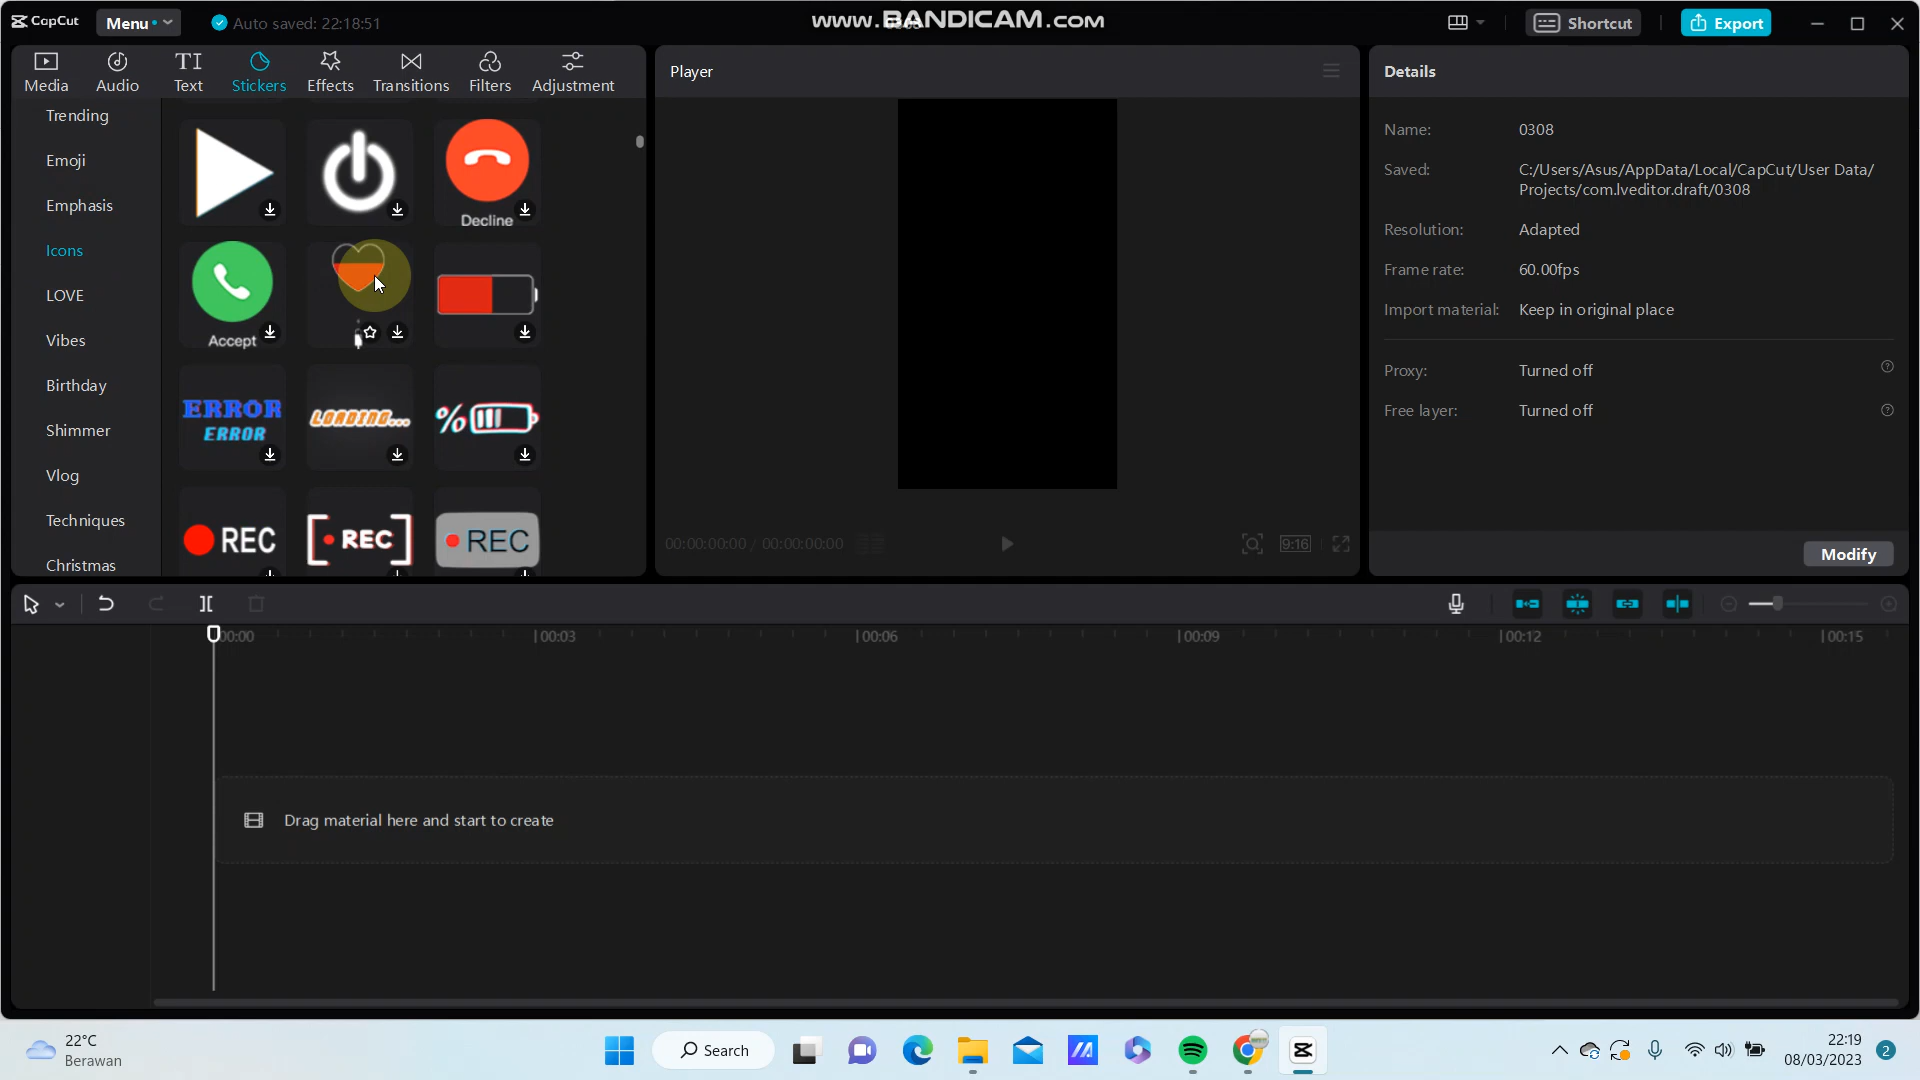 CapCut
Menu
Auto saved: 22:18:51
www.BANDICAM.COM
Shortcut
Export
Media
Audio
TI
Text
Stickers
Effects
Transitions
Filters
Adjustment
Player
Details
Trending
Emoji
Emphasis
Icons
LOVE
Vibes
Birthday
Shimmer
Vlog
Techniques
Christmas
Decline
Accept
ERROR
ERROR
LOADING...
%
REC
REC
REC
Name: 0308
Saved: C:/Users/Asus/AppData/Local/CapCut/User Data/
Projects/com.lveditor.draft/0308
Resolution: Adapted
Frame rate: 60.00fps
Import material: Keep in original place
Proxy: Turned off
Free layer: Turned off
00:00:00:00 / 00:00:00:00
9:16
Modify
00:00
00:03
00:06
00:09
00:12
00:15
Drag material here and start to create
22°C
Berawan
Search
22:19
08/03/2023
2